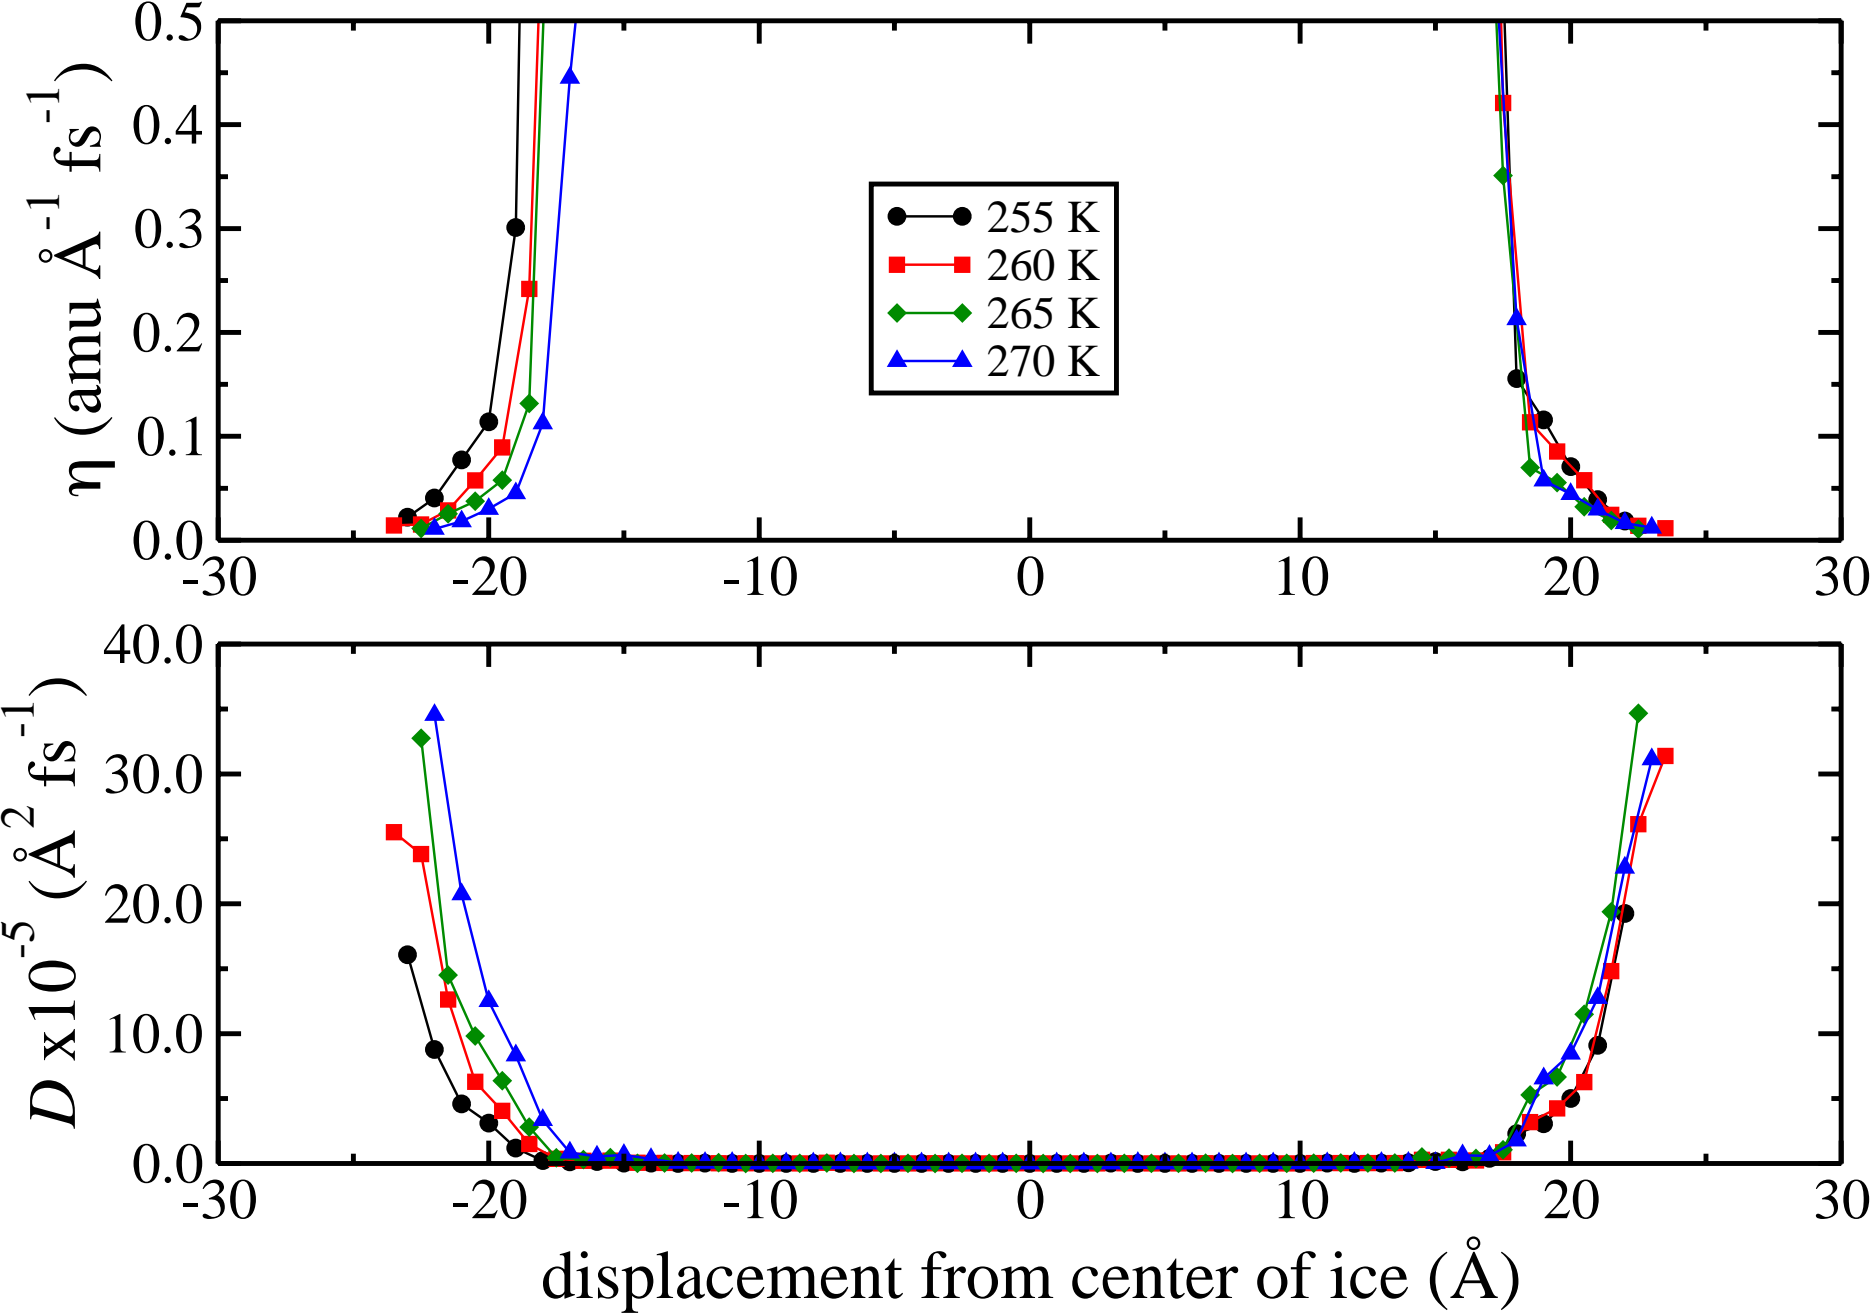 η (amu Å-1 fs-1)
0.5
0.4
0.3
0.2
0.1
0.0
-30 -20 -10 0 10 20 30
255 K
260 K
265 K
270 K
D x10-5 (Å2 fs-1)
40.0
30.0
20.0
10.0
0.0
-30 -20 -10 0 10 20 30
displacement from center of ice (Å)